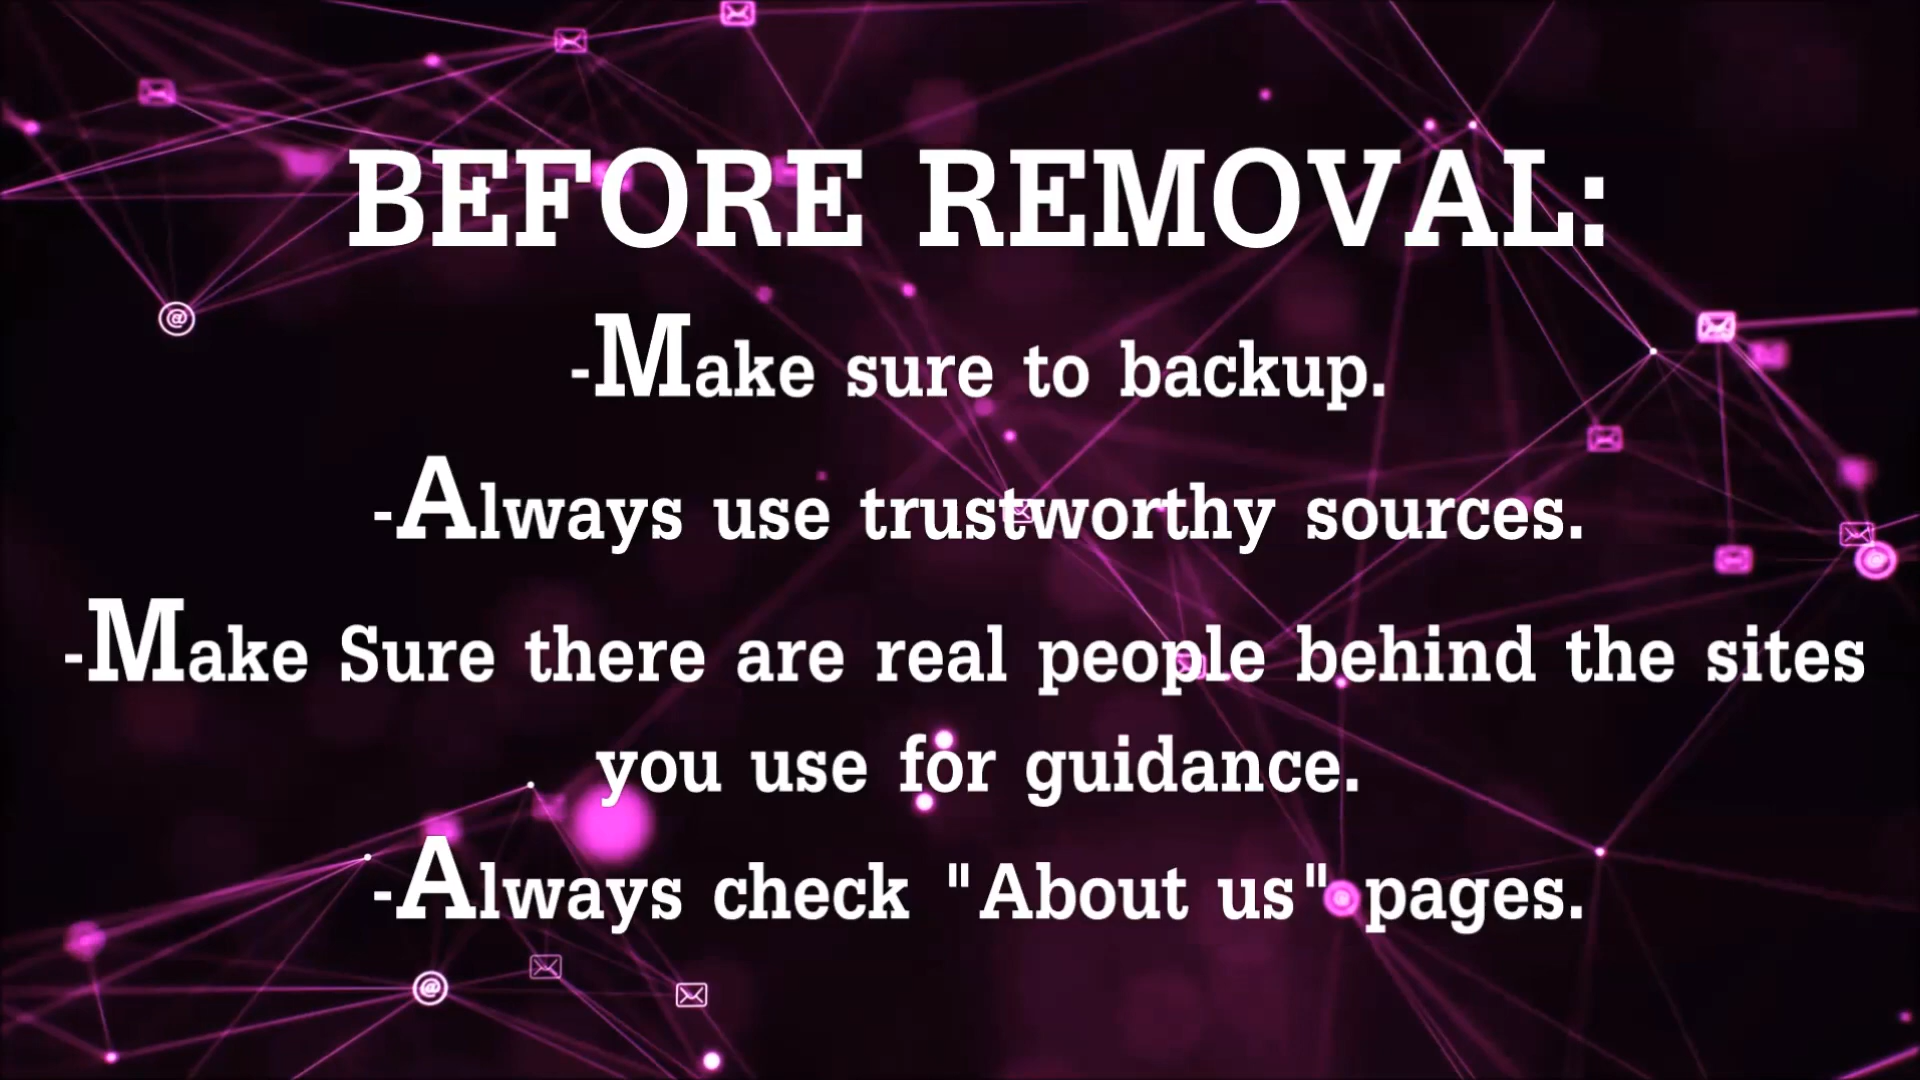 BEFORE REMOVAL:
-Make sure to backup.
-Always use trustworthy sources.
-Make Sure there are real people behind the sites
you use for guidance.
-Always check "About us" pages.